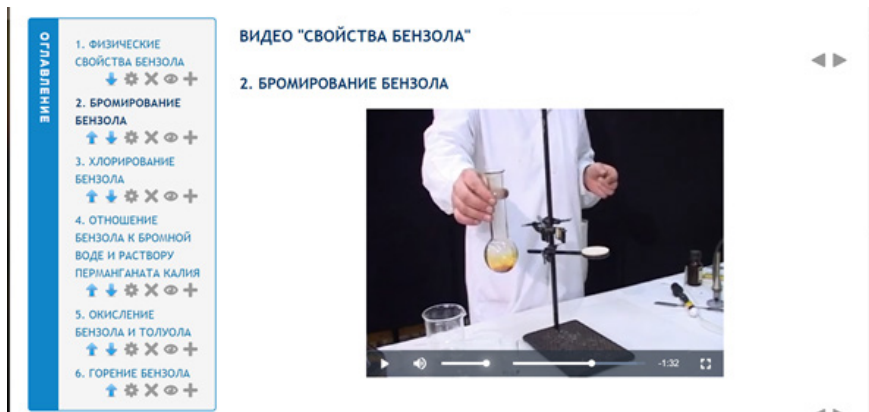 ОГЛАВЛЕНИЕ
1. ФИЗИЧЕСКИЕ
СВОЙСТВА БЕНЗОЛА
2. БРОМИРОВАНИЕ
БЕНЗОЛА
3. ХЛОРИРОВАНИЕ
БЕНЗОЛА
4. ОТНОШЕНИЕ
БЕНЗОЛА К БРОМНОЙ
ВОДЕ И РАСТВОРУ
ПЕРМАНГАНАТА КАЛИЯ
5. ОКИСЛЕНИЕ
БЕНЗОЛА И ТОЛУОЛА
6. ГОРЕНИЕ БЕНЗОЛА
ВИДЕО "СВОЙСТВА БЕНЗОЛА"
2. БРОМИРОВАНИЕ БЕНЗОЛА
-1:32